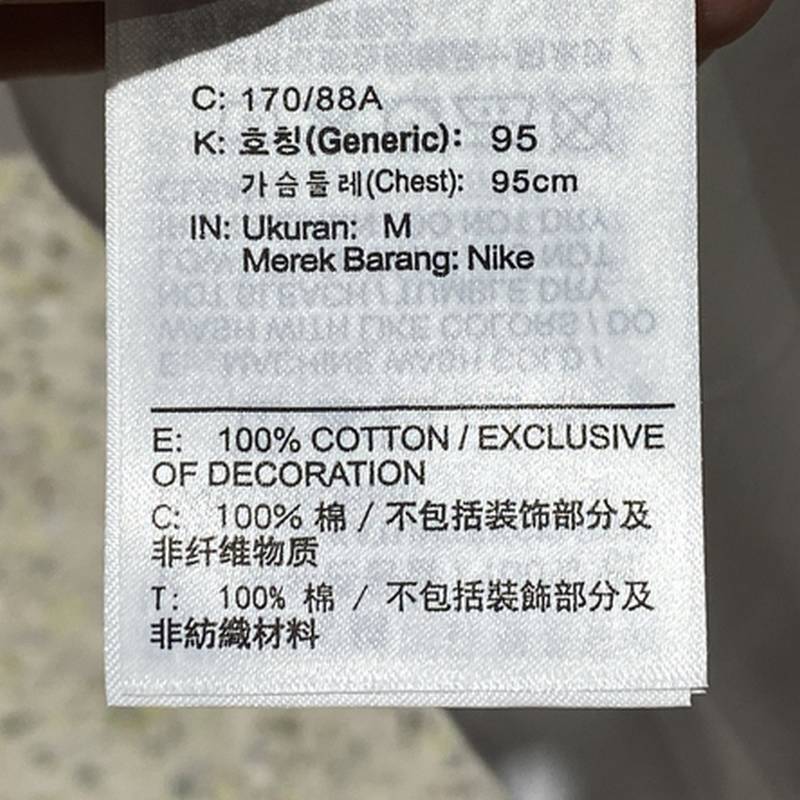 C: 170/88A
K: 호칭(Generic): 95
가슴둘레(Chest): 95cm
IN: Ukuran: M
Merek Barang: Nike
E: 100% COTTON / EXCLUSIVE
OF DECORATION
C: 100% 棉 / 不包括装饰部分及
非纤维物质
T: 100% 棉 / 不包括裝飾部分及
非紡織材料